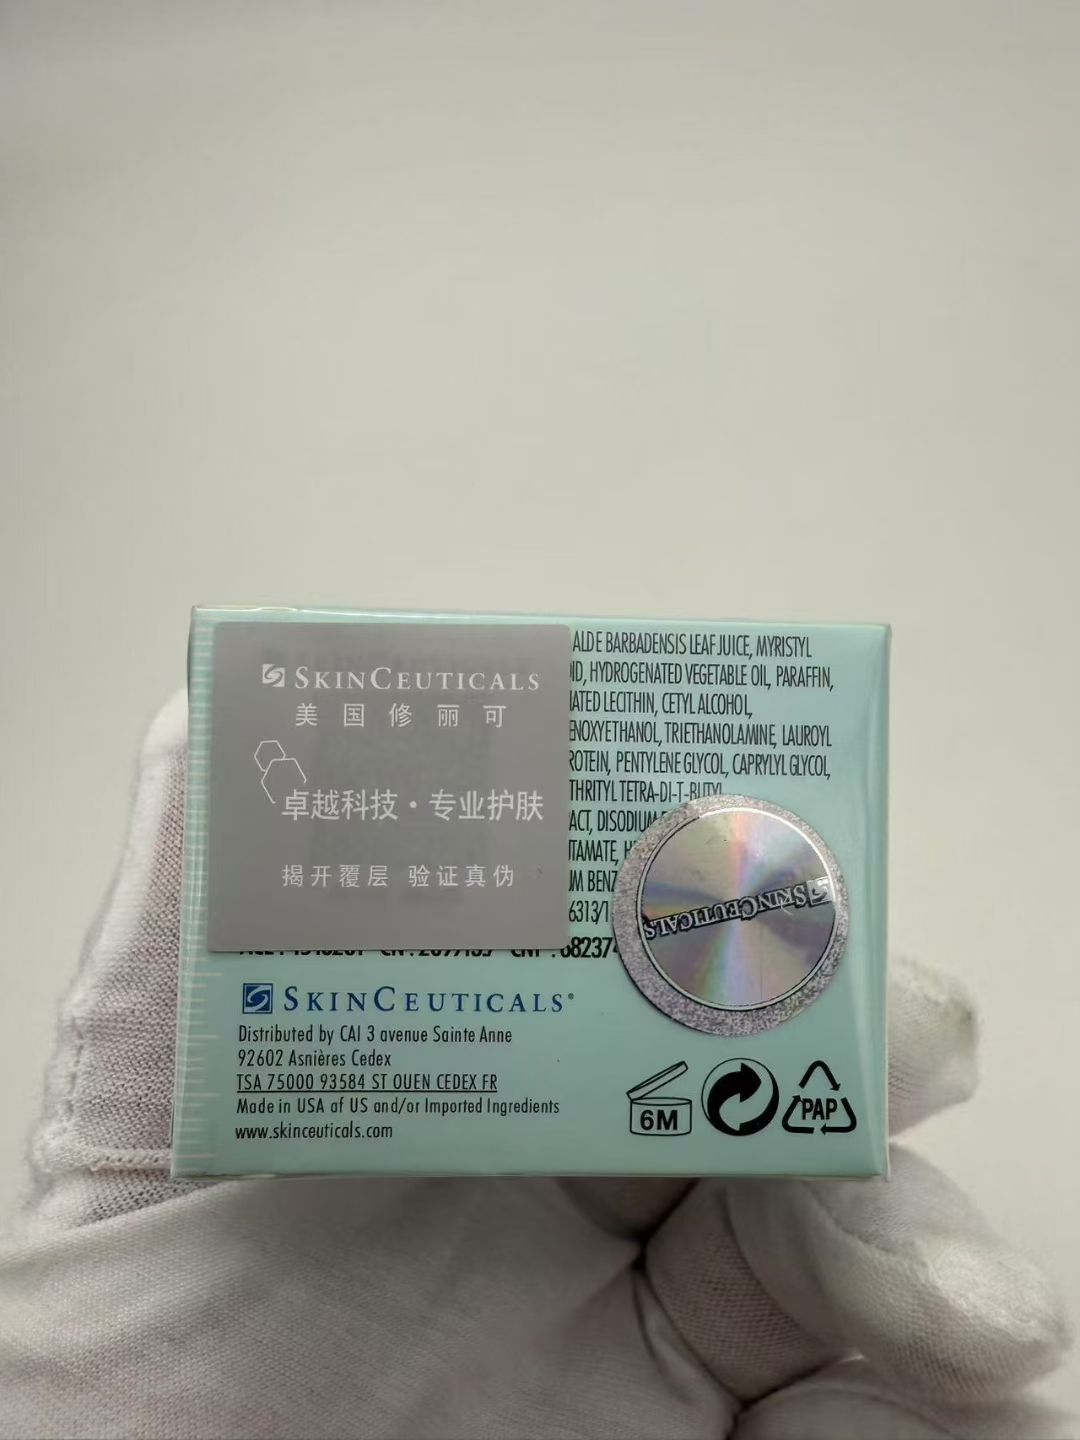 SKINCEUTICALS
美国修丽可
卓越科技·专业护肤
揭开覆层 验证真伪
BARBADENSIS LEAF JUICE, MYRISTYL
HYDROGENATED VEGETABLE OIL, PARAFFIN,
LECITHIN, CETYL ALCOHOL,
TRIETHANOLAMINE, LAUROYL
PENTYLENE GLYCOL, CAPRYLYL GLYCOL,
TETRA-DI-T-BUTYL
DISODIUM
SKINCEUTICALS
SKINCEUTICALS®
Distributed by CAI 3 avenue Sainte Anne
92602 Asnières Cedex
TSA 75000 93584 ST OUEN CEDEX FR
Made in USA of US and/or Imported Ingredients
www.skinceuticals.com
6M
PAP